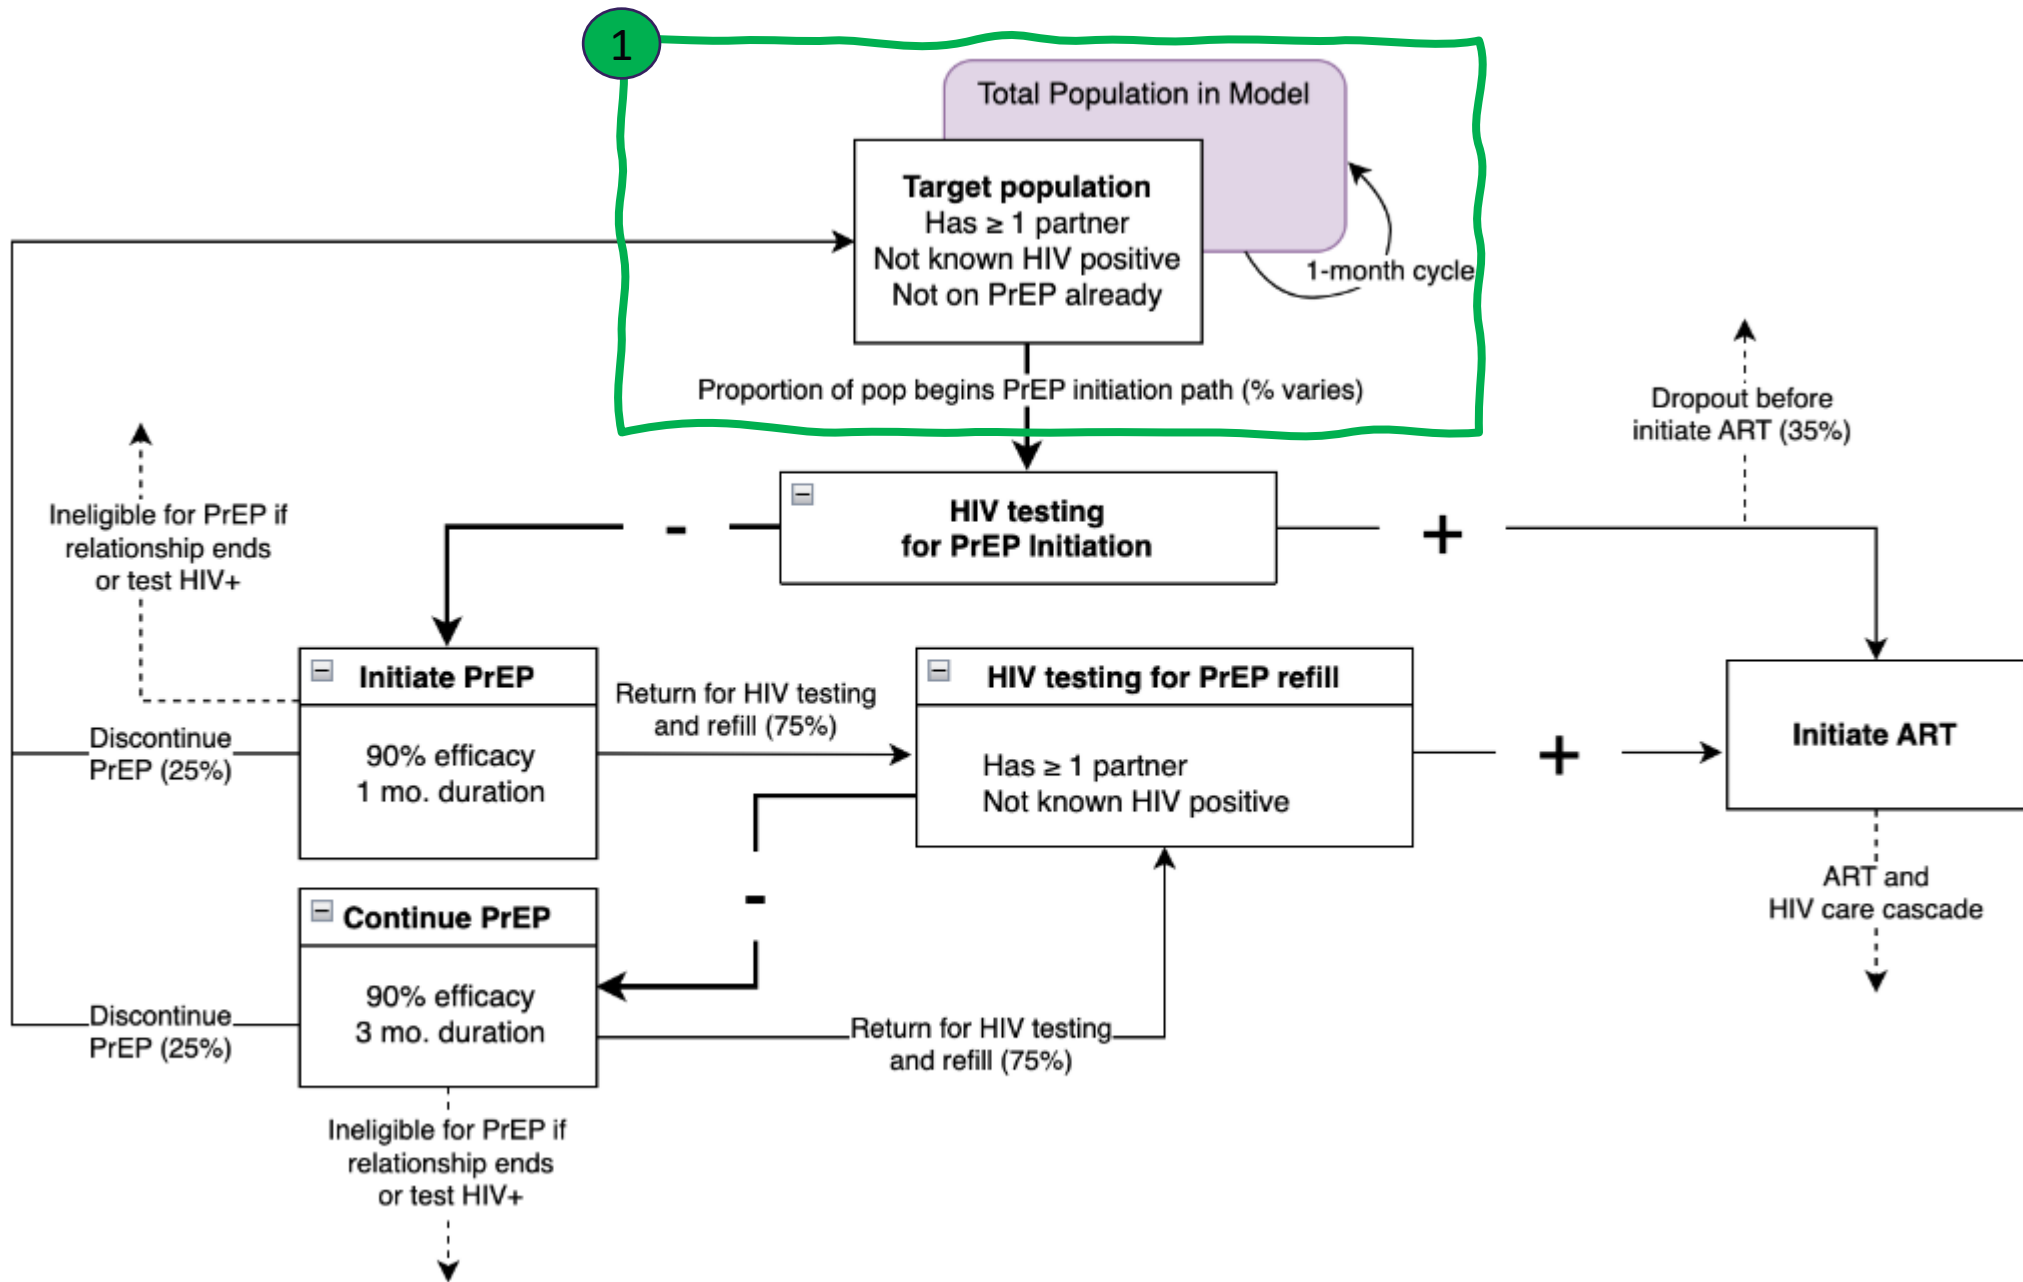 1
Total Population in Model
Target population
Has ≥ 1 partner
Not known HIV positive
Not on PrEP already
1-month cycle
Proportion of pop begins PrEP initiation path (% varies)
Dropout before
initiate ART (35%)
Ineligible for PrEP if
relationship ends
or test HIV+
-
HIV testing
for PrEP Initiation
+
Initiate PrEP
90% efficacy
1 mo. duration
Discontinue
PrEP (25%)
Return for HIV testing
and refill (75%)
HIV testing for PrEP refill
Has ≥ 1 partner
Not known HIV positive
+
Initiate ART
-
Continue PrEP
90% efficacy
3 mo. duration
Discontinue
PrEP (25%)
Return for HIV testing
and refill (75%)
ART and
HIV care cascade
Ineligible for PrEP if
relationship ends
or test HIV+